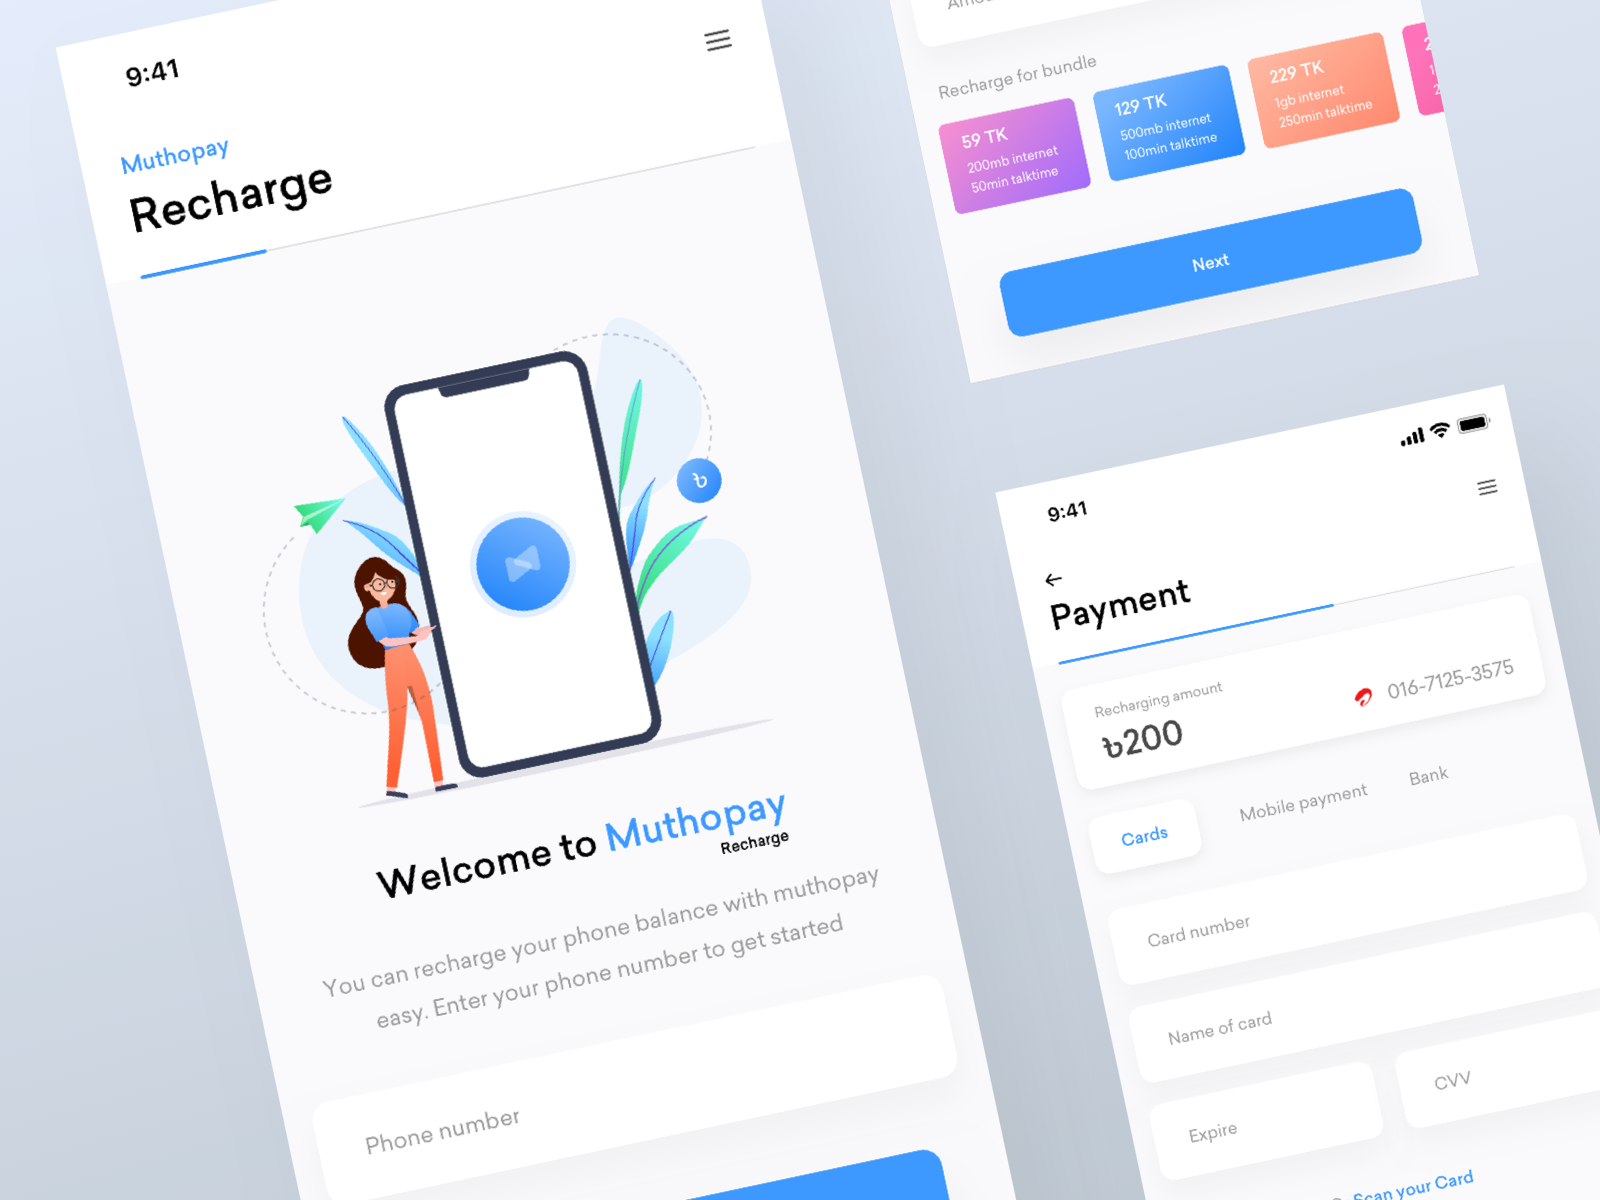 9:41
Muthopay
Recharge
৳
Welcome to Muthopay
Recharge
You can recharge your phone balance with muthopay
easy. Enter your phone number to get started
Phone number
Recharge for bundle
59 TK
200mb internet
50min talktime
129 TK
500mb internet
100min talktime
229 TK
1gb internet
250min talktime
Next
9:41
Payment
Recharging amount
৳200
016-7125-3575
Cards
Mobile payment
Bank
Card number
Name of card
Expire
CVV
Scan your Card